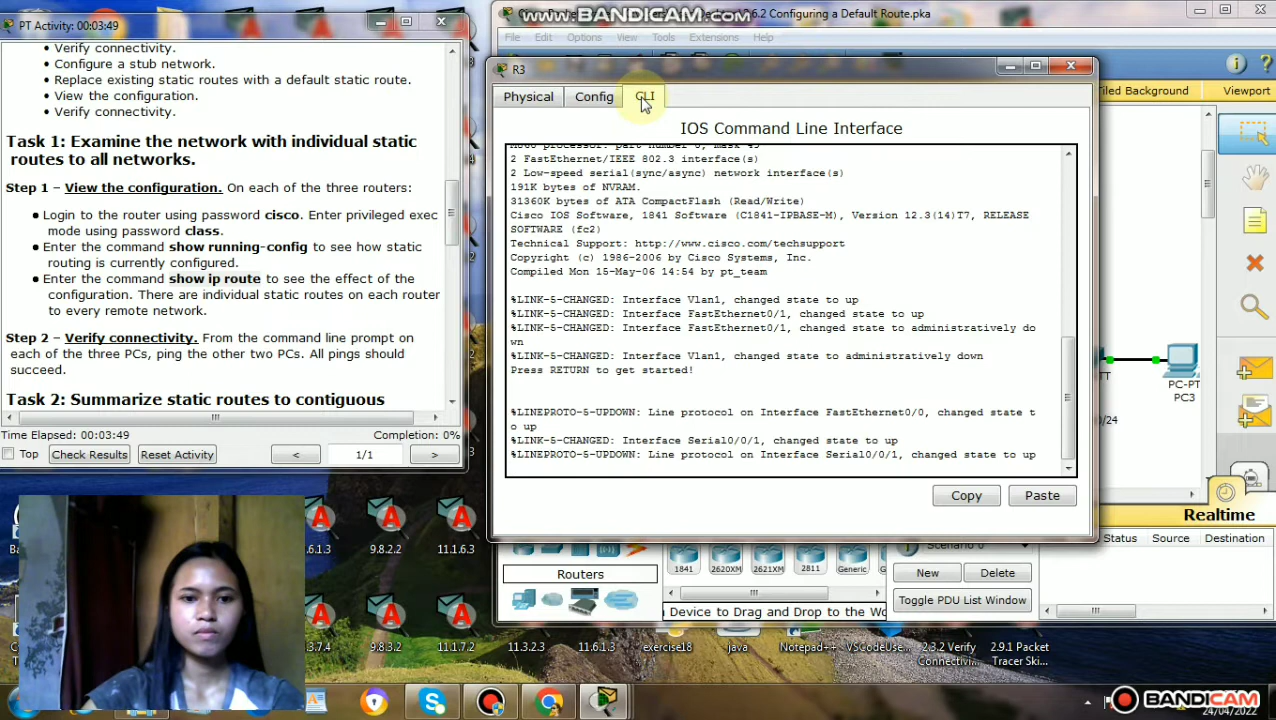 PT Activity: 00:03:49
Verify connectivity.
Configure a stub network.
Replace existing static routes with a default static route.
View the configuration.
Verify connectivity.
Task 1: Examine the network with individual static
routes to all networks.
Step 1 – View the configuration. On each of the three routers:
Login to the router using password cisco. Enter privileged exec
mode using password class.
Enter the command show running-config to see how static
routing is currently configured.
Enter the command show ip route to see the effect of the
configuration. There are individual static routes on each router
to every remote network.
Step 2 – Verify connectivity. From the command line prompt on
each of the three PCs, ping the other two PCs. All pings should
succeed.
Task 2: Summarize static routes to contiguous
Time Elapsed: 00:03:49
Completion: 0%
Top
Check Results
Reset Activity
<
1/1
>
www.BANDICAM.com
6.2 Configuring a Default Route.pka
File Edit Options View Tools Extensions Help
Tiled Background
Viewport
R3
Physical
Config
CLI
IOS Command Line Interface
2 FastEthernet/IEEE 802.3 interface(s)
2 Low-speed serial(sync/async) network interface(s)
191K bytes of NVRAM.
31360K bytes of ATA CompactFlash (Read/Write)
Cisco IOS Software, 1841 Software (C1841-IPBASE-M), Version 12.3(14)T7, RELEASE
SOFTWARE (fc2)
Technical Support: http://www.cisco.com/techsupport
Copyright (c) 1986-2006 by Cisco Systems, Inc.
Compiled Mon 15-May-06 14:54 by pt_team
%LINK-5-CHANGED: Interface Vlan1, changed state to up
%LINK-5-CHANGED: Interface FastEthernet0/1, changed state to up
%LINK-5-CHANGED: Interface FastEthernet0/1, changed state to administratively do
wn
%LINK-5-CHANGED: Interface Vlan1, changed state to administratively down
Press RETURN to get started!
%LINEPROTO-5-UPDOWN: Line protocol on Interface FastEthernet0/0, changed state t
o up
%LINK-5-CHANGED: Interface Serial0/0/1, changed state to up
%LINEPROTO-5-UPDOWN: Line protocol on Interface Serial0/0/1, changed state to up
Copy
Paste
PC-PT
PC3
0/24
Realtime
Status Source Destination
1841
2620XM
2621XM
2811
Generic
Routers
Scenario 0
New
Delete
Toggle PDU List Window
Device to Drag and Drop to the Wo
6.1.3
9.8.2.2
11.1.6.3
3.7.4
9.8.3.2
11.1.7.2
11.3.2.3
11.6.1.3
exercise18
java
Notepad++
VSCodeUse...
2.3.2 Verify
Connectivi...
2.9.1 Packet
Tracer Ski...
BANDICAM
24/04/2022